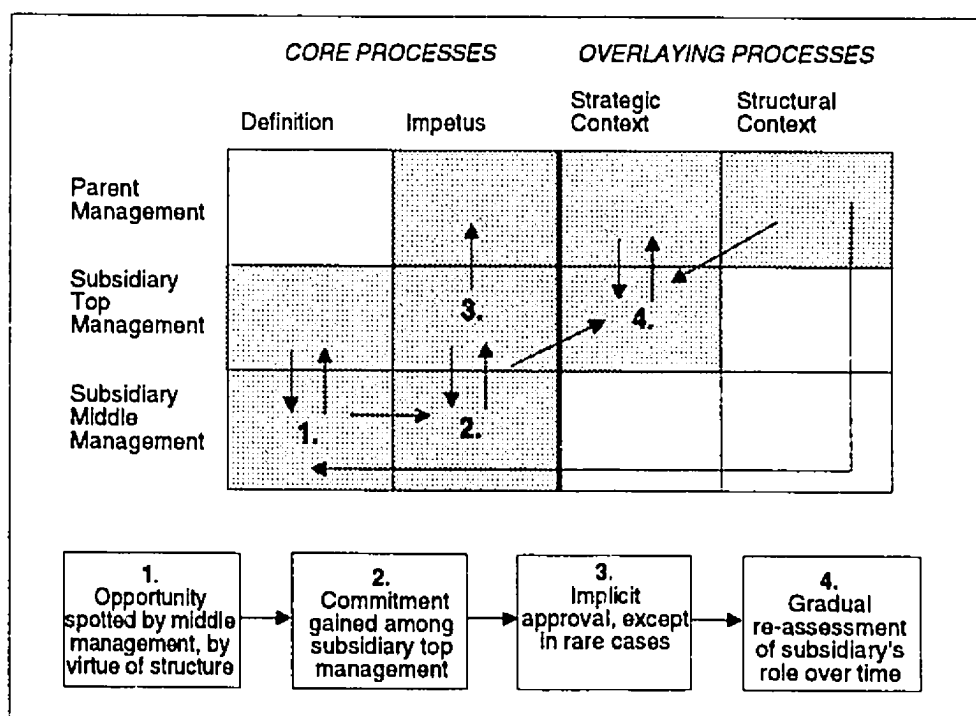 CORE PROCESSES OVERLAYING PROCESSES
Definition Impetus Strategic Context Structural Context
Parent
Management
Subsidiary
Top
Management
3.
4.
Subsidiary
Middle
Management
1.
2.
1.
Opportunity
spotted by middle
management, by
virtue of structure
2.
Commitment
gained among
subsidiary top
management
3.
Implicit
approval, except
in rare cases
4.
Gradual
re-assessment
of subsidiary's
role over time